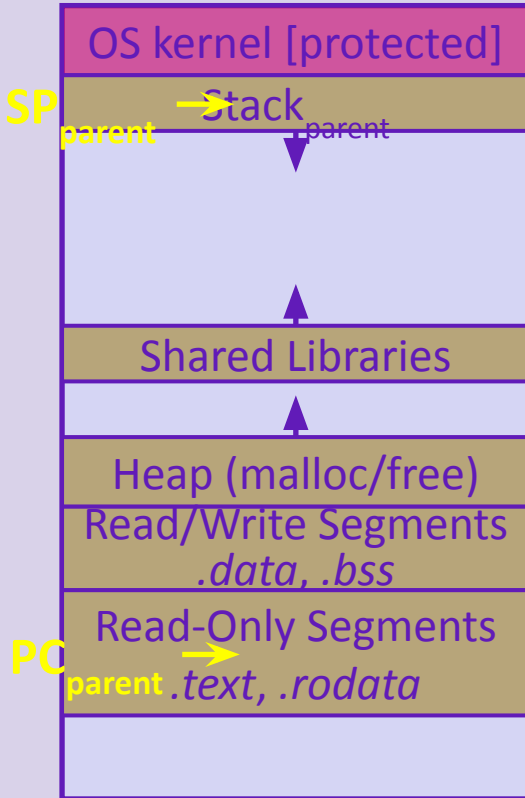 OS kernel [protected]
SP parent
Stack parent
Shared Libraries
Heap (malloc/free)
Read/Write Segments
.data, .bss
Read-Only Segments
PC parent
.text, .rodata